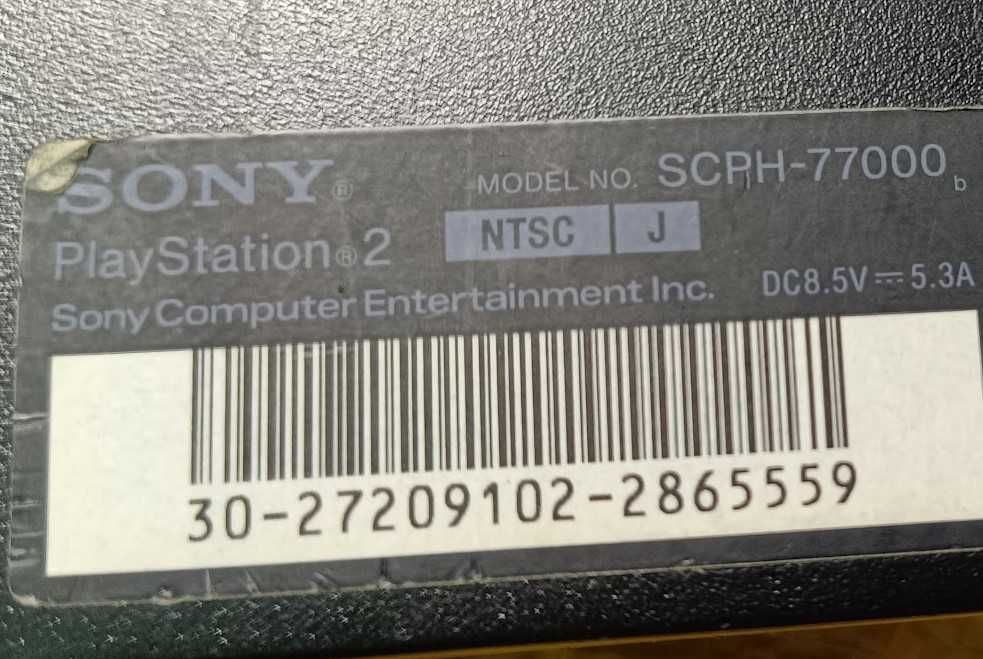 SONY® MODEL NO. SCPH-77000 b
PlayStation®2 NTSC J
Sony Computer Entertainment Inc. DC8.5V⎓5.3A
30-27209102-2865559